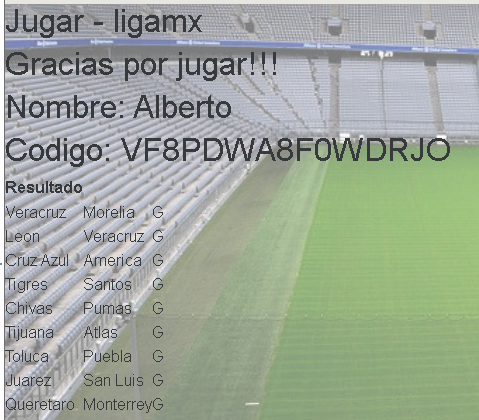 Jugar - ligamx
Gracias por jugar!!!
Nombre: Alberto
Codigo: VF8PDWA8F0WDRJO
Resultado
Veracruz Morelia G
Leon Veracruz G
Cruz Azul America G
Tigres Santos G
Chivas Pumas G
Tijuana Atlas G
Toluca Puebla G
Juarez San Luis G
Queretaro Monterrey G